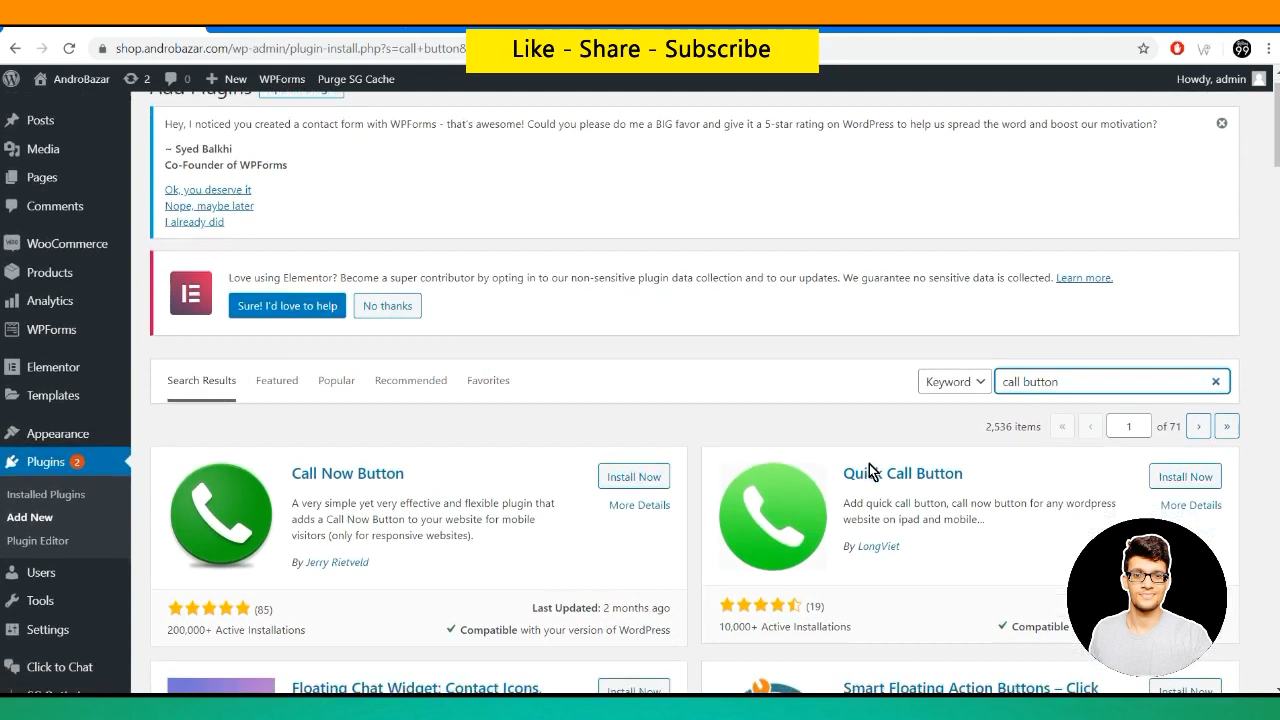 Like - Share - Subscribe
shop.androbazar.com/wp-admin/plugin-install.php?s=call+button&
99
AndroBazar
2
0
New
WPForms
Purge SG Cache
Howdy, admin
Add Plugins
Posts
Media
Pages
Comments
WooCommerce
Products
Analytics
WPForms
Elementor
Templates
Appearance
Plugins 2
Installed Plugins
Add New
Plugin Editor
Users
Tools
Settings
Click to Chat
Hey, I noticed you created a contact form with WPForms - that's awesome! Could you please do me a BIG favor and give it a 5-star rating on WordPress to help us spread the word and boost our motivation?
~ Syed Balkhi
Co-Founder of WPForms
Ok, you deserve it
Nope, maybe later
I already did
Love using Elementor? Become a super contributor by opting in to our non-sensitive plugin data collection and to our updates. We guarantee no sensitive data is collected. Learn more.
Sure! I'd love to help
No thanks
Search Results
Featured
Popular
Recommended
Favorites
Keyword
call button
2,536 items
«
‹
1
of 71
›
»
Call Now Button
Install Now
More Details
A very simple yet very effective and flexible plugin that
adds a Call Now Button to your website for mobile
visitors (only for responsive websites).
By Jerry Rietveld
(85)
200,000+ Active Installations
Last Updated: 2 months ago
Compatible with your version of WordPress
Quick Call Button
Install Now
More Details
Add quick call button, call now button for any wordpress
website on ipad and mobile...
By LongViet
(19)
10,000+ Active Installations
Compatible
Floating Chat Widget: Contact Icons,
Install Now
Smart Floating Action Buttons – Click
Install Now